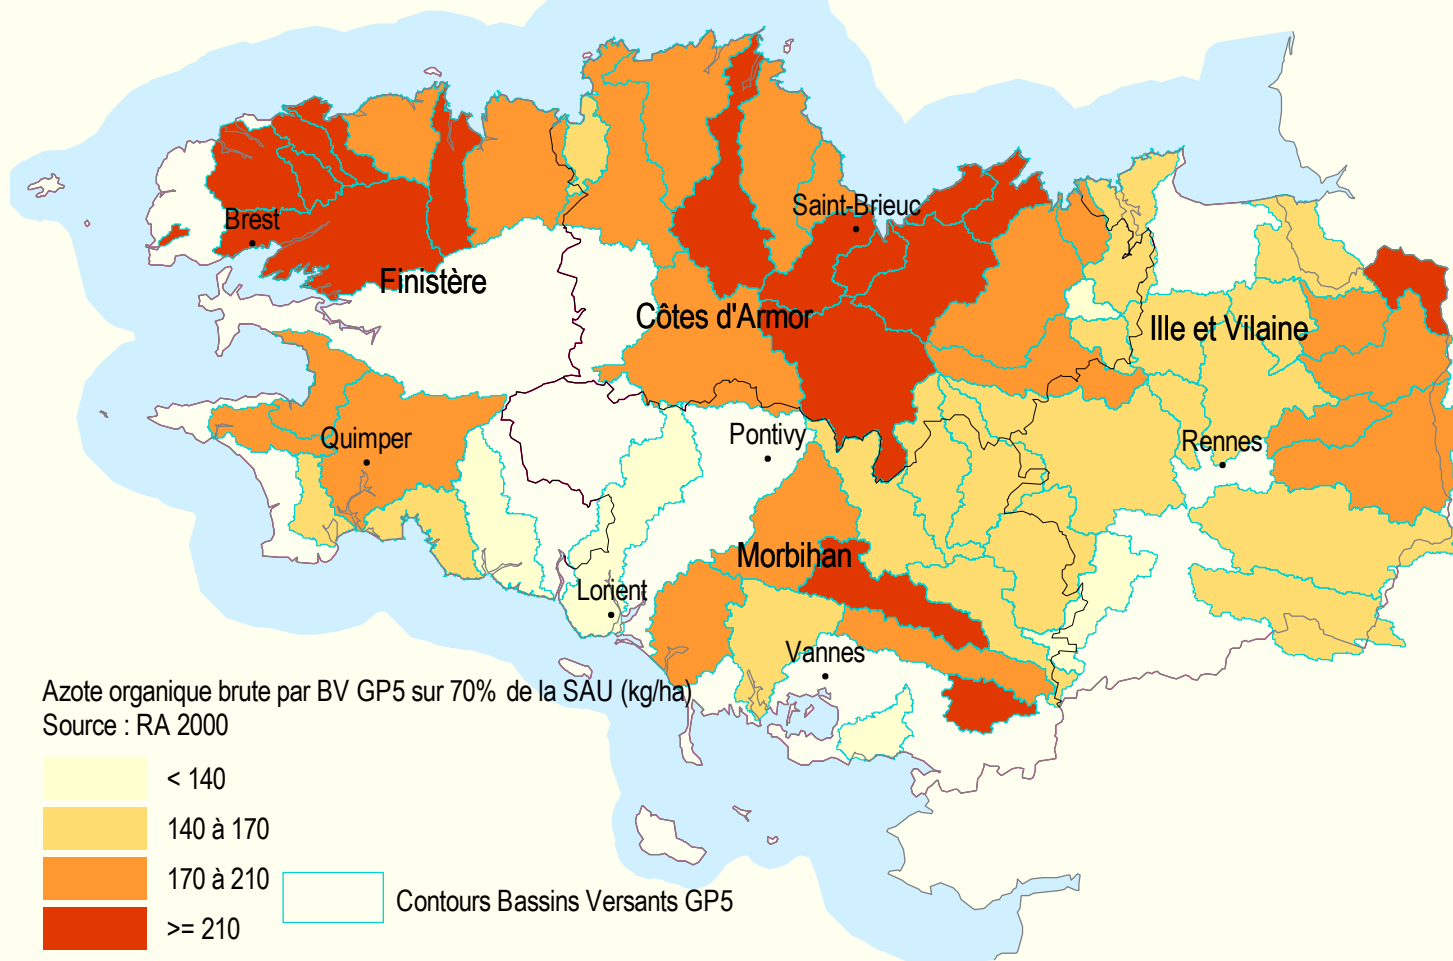 Saint-Brieuc
Brest
Finistère
Côtes d'Armor
Ille et Vilaine
Quimper
Pontivy
Rennes
Morbihan
Lorient
Vannes
Azote organique brute par BV GP5 sur 70% de la SAU (kg/ha)
Source : RA 2000
< 140
140 à 170
170 à 210
>= 210
Contours Bassins Versants GP5